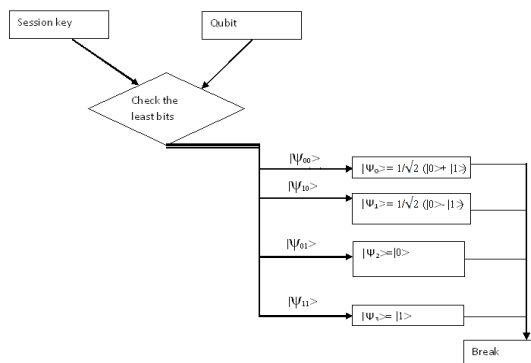 Session key
Qubit
Check the
least bits
|Ψ₀₀>
|Ψ₀>= 1/√2 (|0>+ |1>)
|Ψ₁₀>
|Ψ₁>= 1/√2 (|0>- |1>)
|Ψ₀₁>
|Ψ₂>=|0>
|Ψ₁₁>
|Ψ₃>= |1>
Break